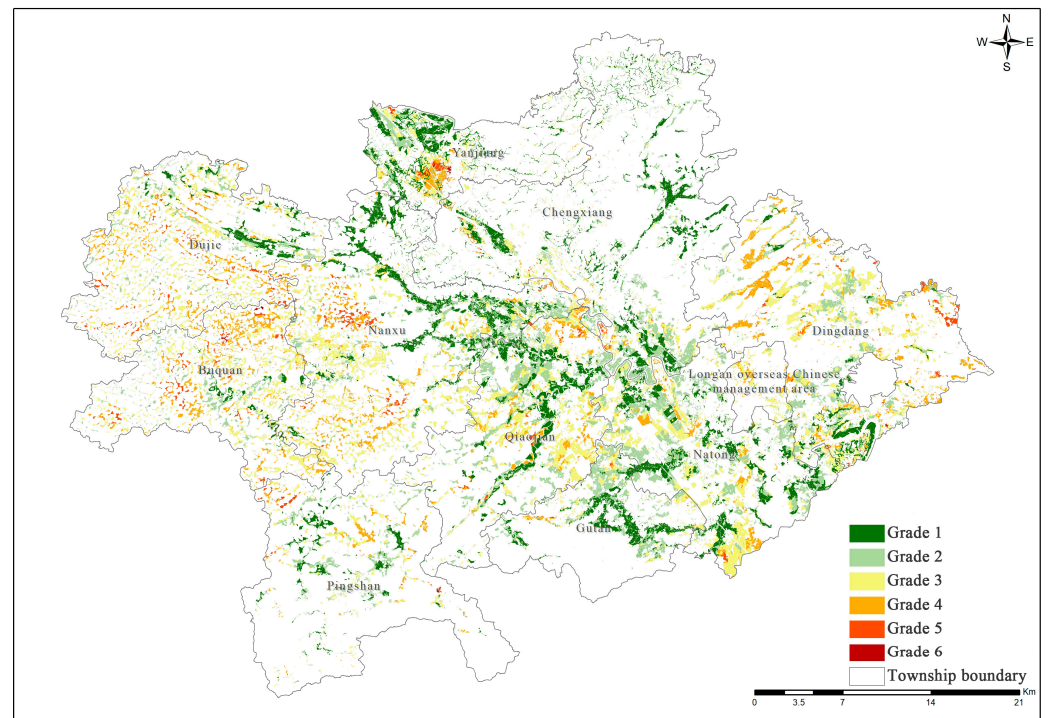 N
W E
S
Yanjiang
Chengxiang
Dujie
Nanxu
Dingdang
Buquan
Longan overseas Chinese
management area
Qiaojian
Natong
Gutan
Pingshan
Grade 1
Grade 2
Grade 3
Grade 4
Grade 5
Grade 6
Township boundary
Km
0 3.5 7 14 21